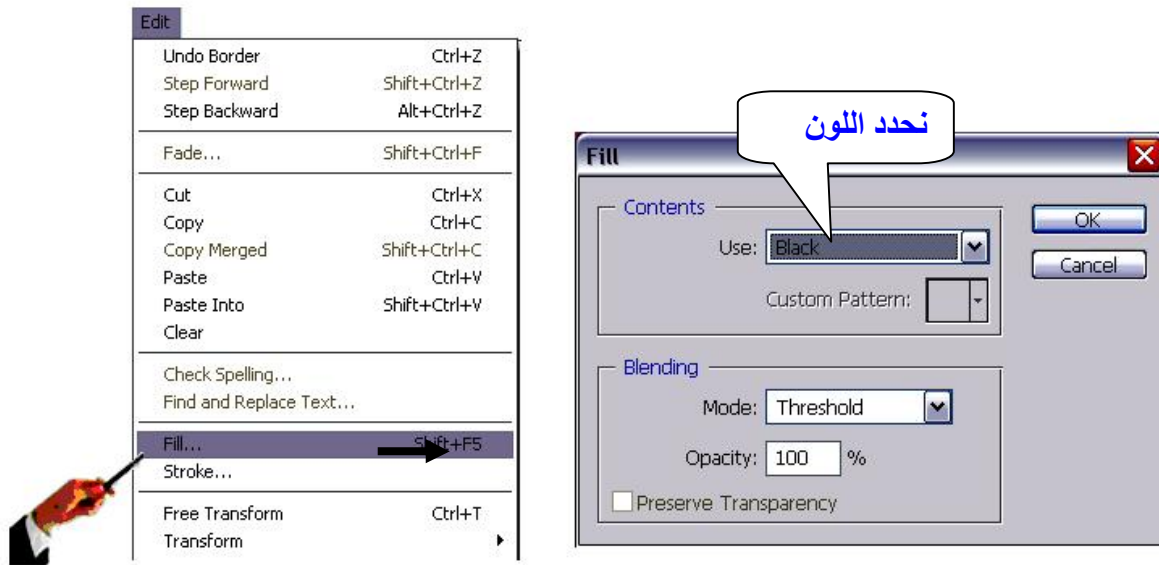 Edit
Undo Border Ctrl+Z
Step Forward Shift+Ctrl+Z
Step Backward Alt+Ctrl+Z
Fade... Shift+Ctrl+F
Cut Ctrl+X
Copy Ctrl+C
Copy Merged Shift+Ctrl+C
Paste Ctrl+V
Paste Into Shift+Ctrl+V
Clear
Check Spelling...
Find and Replace Text...
Fill... Shift+F5
Stroke...
Free Transform Ctrl+T
Transform
نحدد اللون
Fill
Contents
Use: Black
Custom Pattern:
OK
Cancel
Blending
Mode: Threshold
Opacity: 100 %
Preserve Transparency